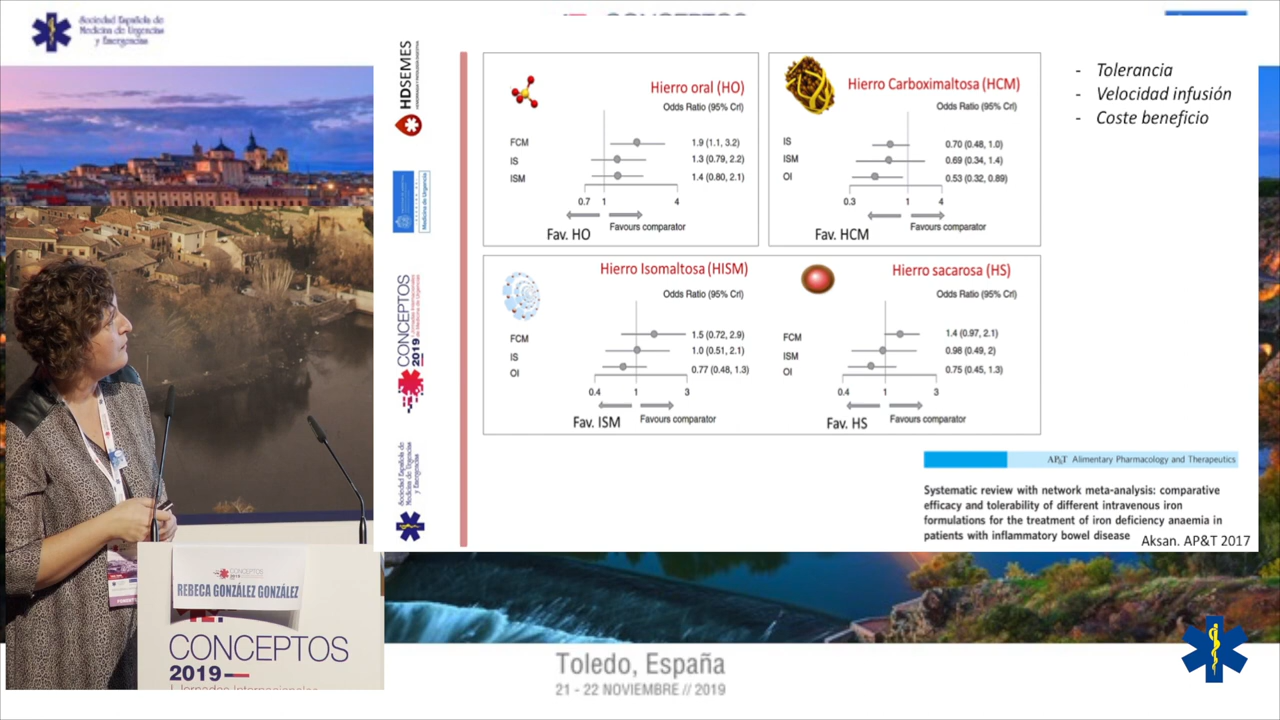 Sociedad Española de
Medicina de Urgencias
y Emergencias
HDSEMES
CONCEPTOS
2019
Sociedad Española de
Medicina de Urgencias
y Emergencias
Hierro oral (HO)
Odds Ratio (95% CrI)
FCM
1.9 (1.1, 3.2)
IS
1.3 (0.79, 2.2)
ISM
1.4 (0.80, 2.1)
0.7 1 4
Favours comparator
Fav. HO
Hierro Carboximaltosa (HCM)
Odds Ratio (95% CrI)
IS
0.70 (0.48, 1.0)
ISM
0.69 (0.34, 1.4)
OI
0.53 (0.32, 0.89)
0.3 1 4
Favours comparator
Fav. HCM
Hierro Isomaltosa (HISM)
Odds Ratio (95% CrI)
FCM
1.5 (0.72, 2.9)
IS
1.0 (0.51, 2.1)
OI
0.77 (0.48, 1.3)
0.4 1 3
Favours comparator
Fav. ISM
Hierro sacarosa (HS)
Odds Ratio (95% CrI)
FCM
1.4 (0.97, 2.1)
ISM
0.98 (0.49, 2)
OI
0.75 (0.45, 1.3)
0.4 1 3
Favours comparator
Fav. HS
- Tolerancia
- Velocidad infusión
- Coste beneficio
AP&T Alimentary Pharmacology and Therapeutics
Systematic review with network meta-analysis: comparative
efficacy and tolerability of different intravenous iron
formulations for the treatment of iron deficiency anaemia in
patients with inflammatory bowel disease
Aksan. AP&T 2017
CONCEPTOS
REBECA GONZÁLEZ GONZÁLEZ
CONCEPTOS
2019
I Jornadas Internacionales
Toledo, España
21 - 22 NOVIEMBRE // 2019